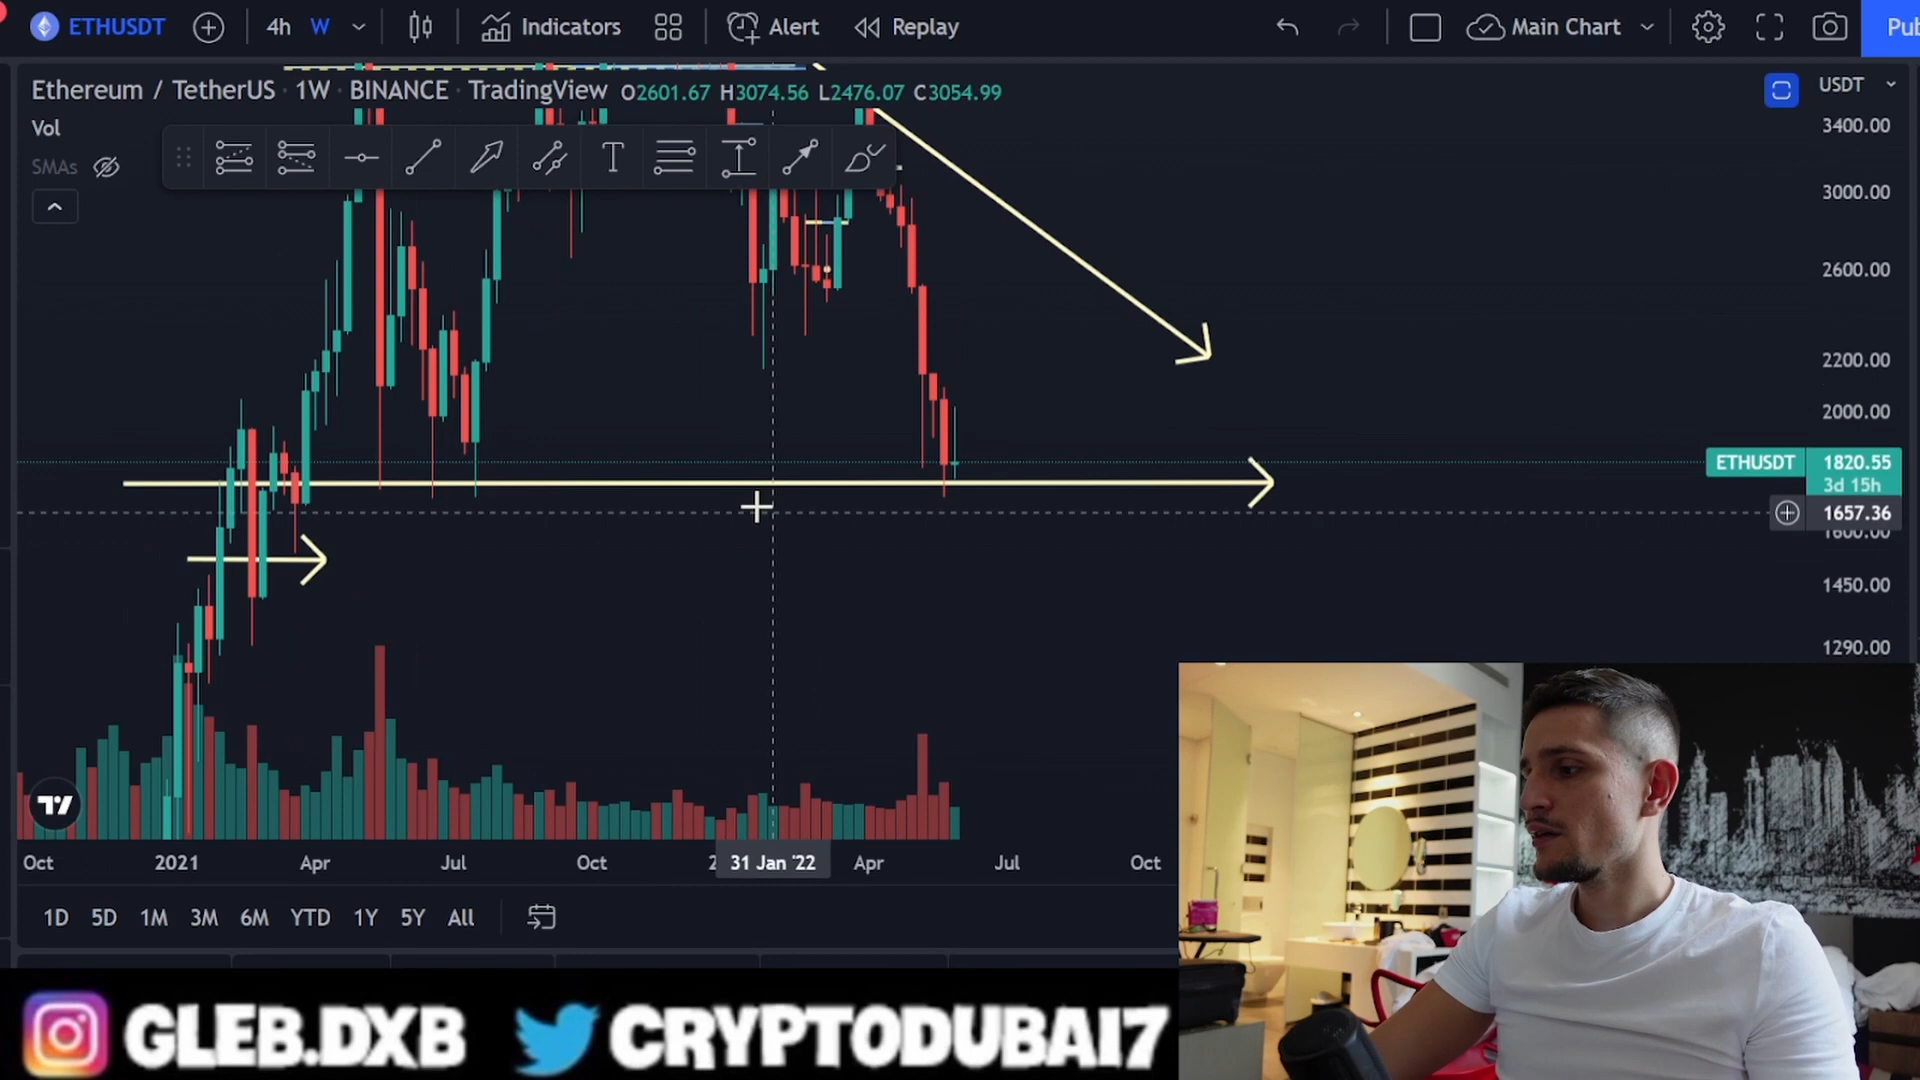 ETHUSDT 4h W Indicators Alert Replay Main Chart Pub
Ethereum / TetherUS · 1W · BINANCE · TradingView O2601.67 H3074.56 L2476.07 C3054.99
USDT
Vol
SMAs
T
3400.00
3000.00
2600.00
2200.00
2000.00
ETHUSDT 1820.55
3d 15h
1657.36
1600.00
1450.00
1290.00
Oct 2021 Apr Jul Oct 31 Jan '22 Apr Jul Oct
1D 5D 1M 3M 6M YTD 1Y 5Y All
GLEB.DXB CRYPTODUBAI7